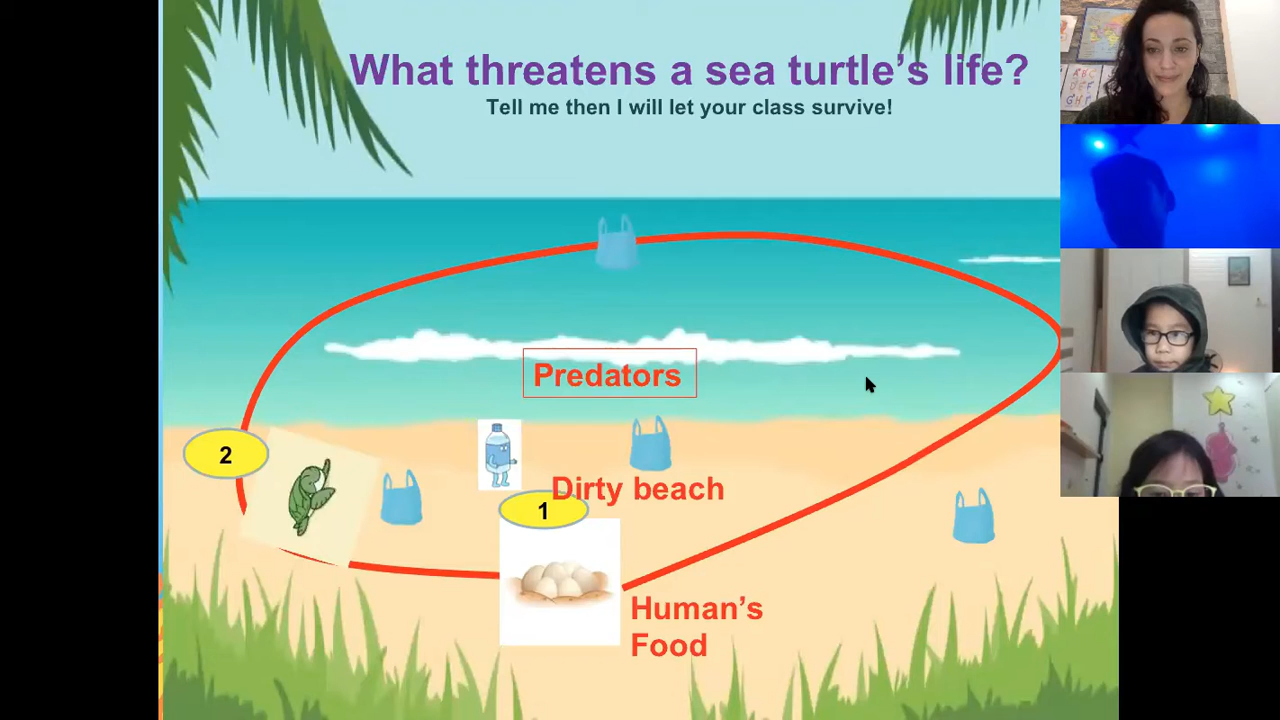 What threatens a sea turtle's life?
Tell me then I will let your class survive!
Predators
2
Dirty beach
1
Human's
Food